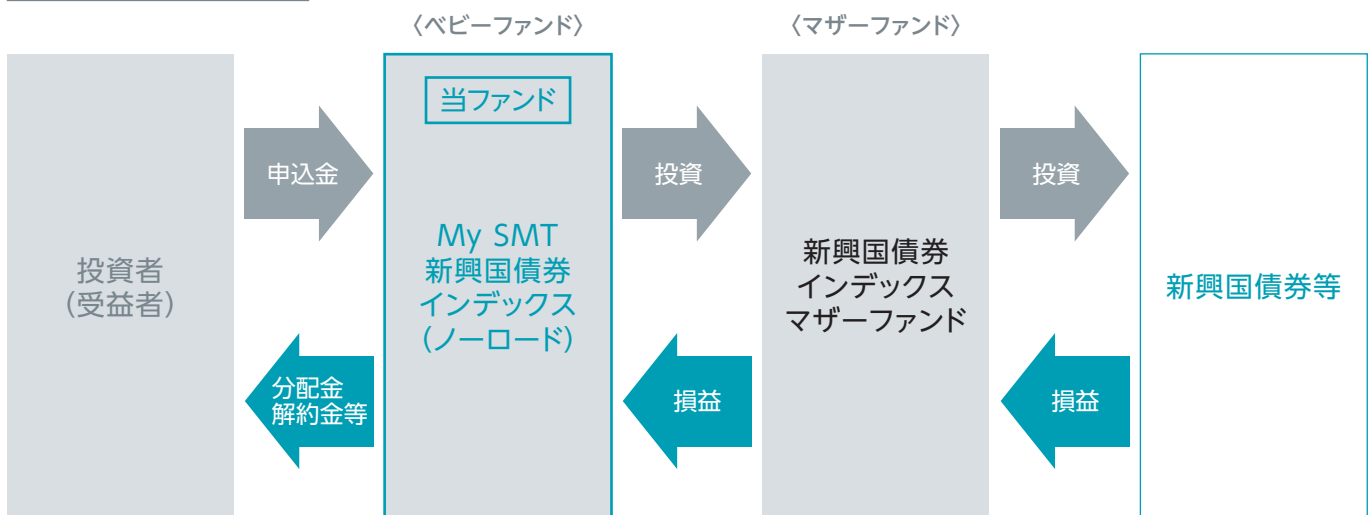 〈ベビーファンド〉
〈マザーファンド〉
投資者
(受益者)
申込金
分配金
解約金等
当ファンド
My SMT
新興国債券
インデックス
(ノーロード)
投資
損益
新興国債券
インデックス
マザーファンド
投資
損益
新興国債券等